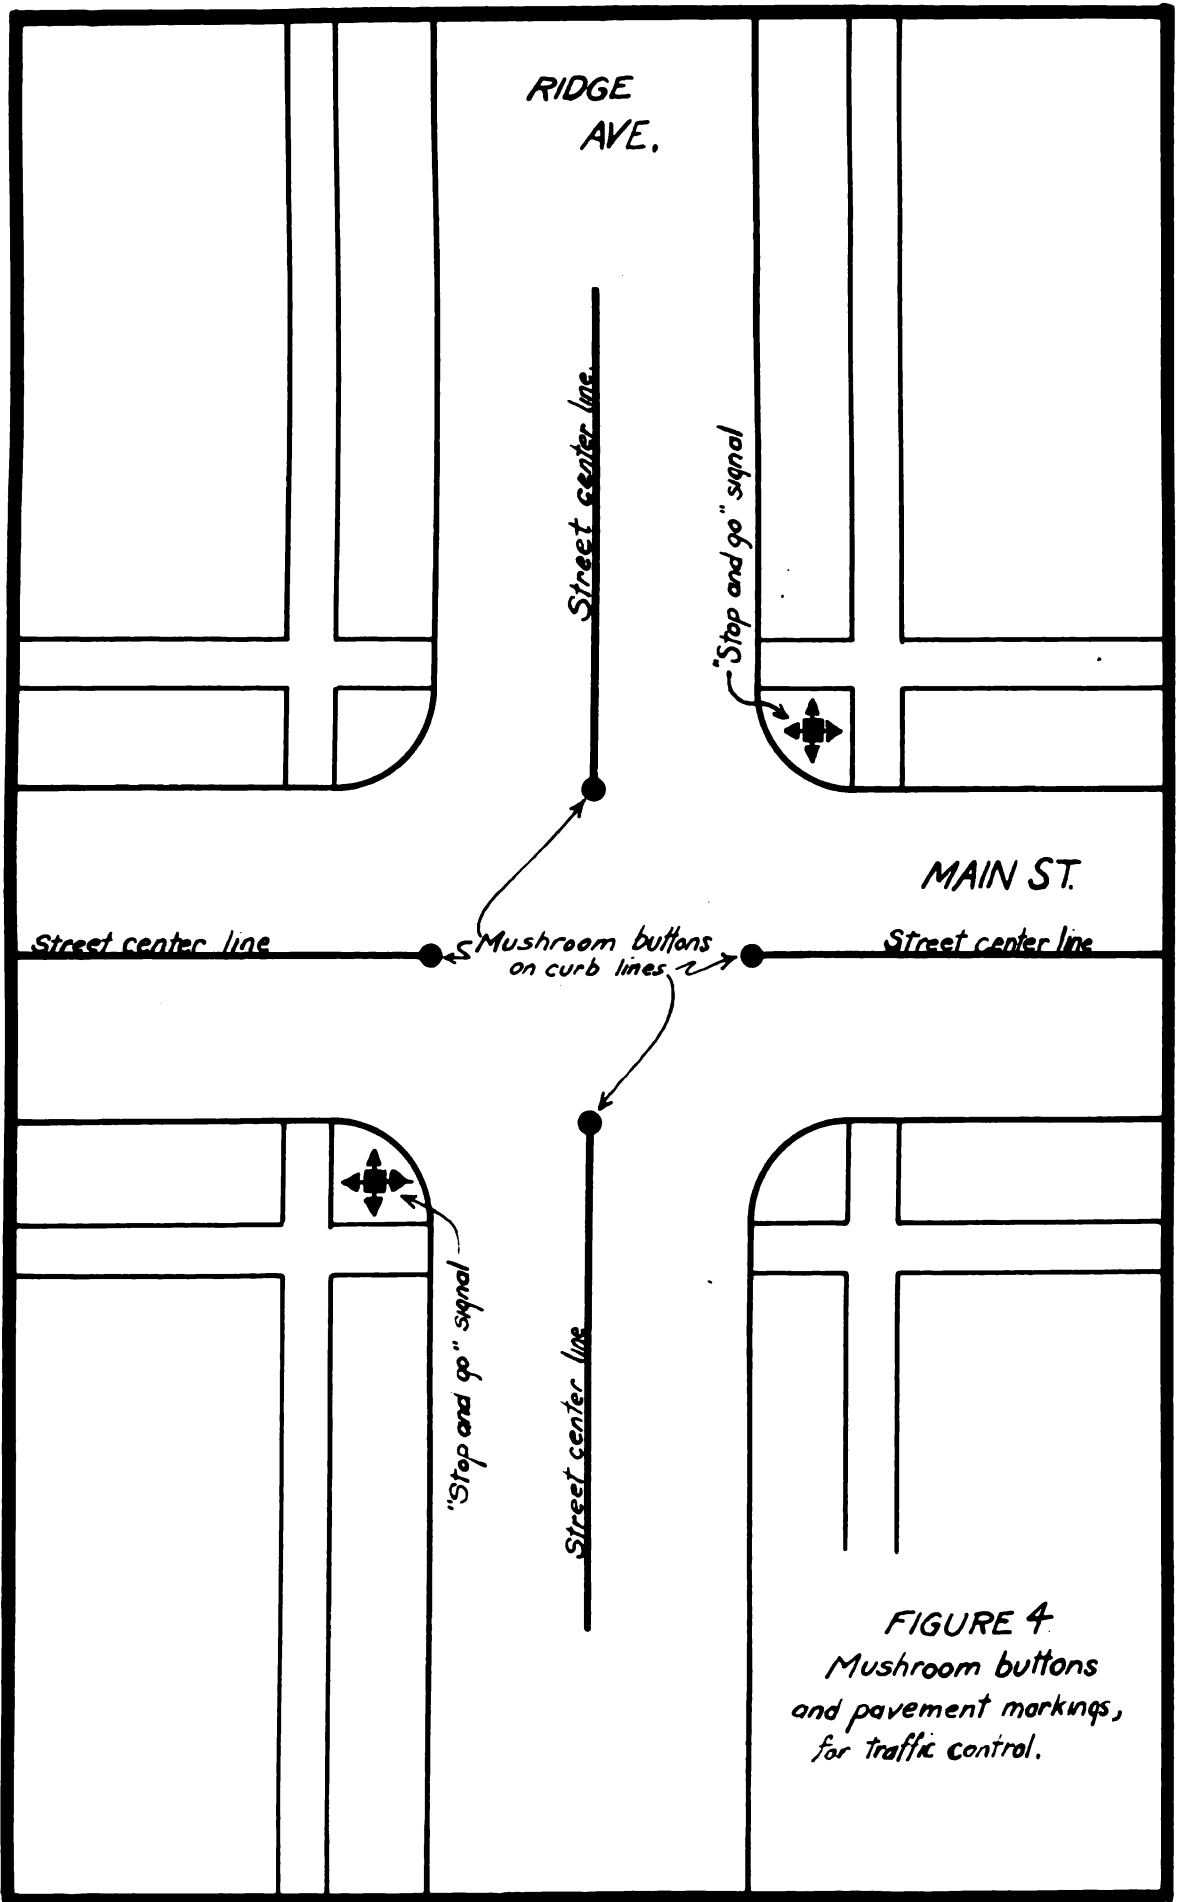 RIDGE
AVE.
Street center line.
"Stop and go" signal
MAIN ST.
Street center line
Mushroom buttons
on curb lines.
Street center line
"Stop and go" signal
Street center line
FIGURE 4
Mushroom buttons
and pavement markings,
for traffic control.